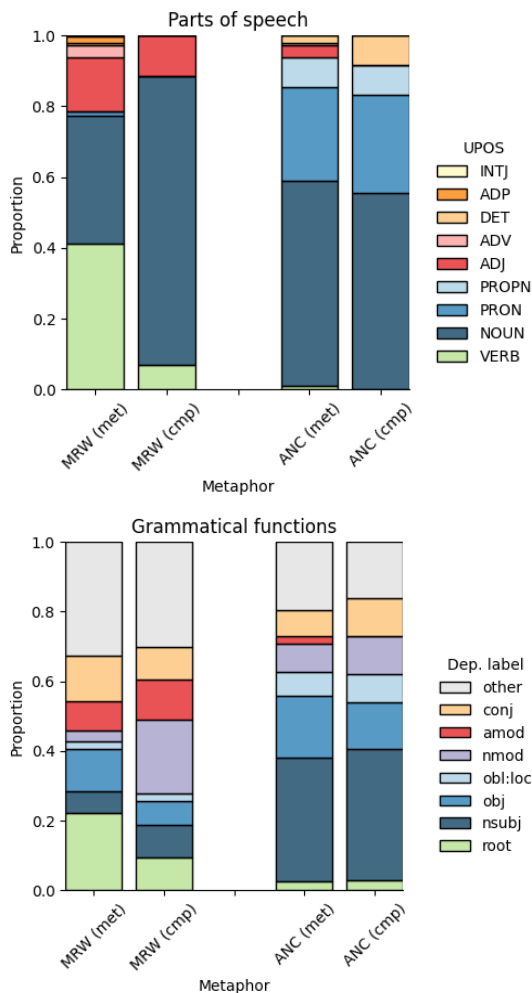 Parts of speech
1.0
0.8
0.6
0.4
0.2
0.0
Proportion
MRW (met)
MRW (cmp)
ANC (met)
ANC (cmp)
Metaphor
UPOS
INTJ
ADP
DET
ADV
ADJ
PROPN
PRON
NOUN
VERB
Grammatical functions
1.0
0.8
0.6
0.4
0.2
0.0
Proportion
MRW (met)
MRW (cmp)
ANC (met)
ANC (cmp)
Metaphor
Dep. label
other
conj
amod
nmod
obl:loc
obj
nsubj
root